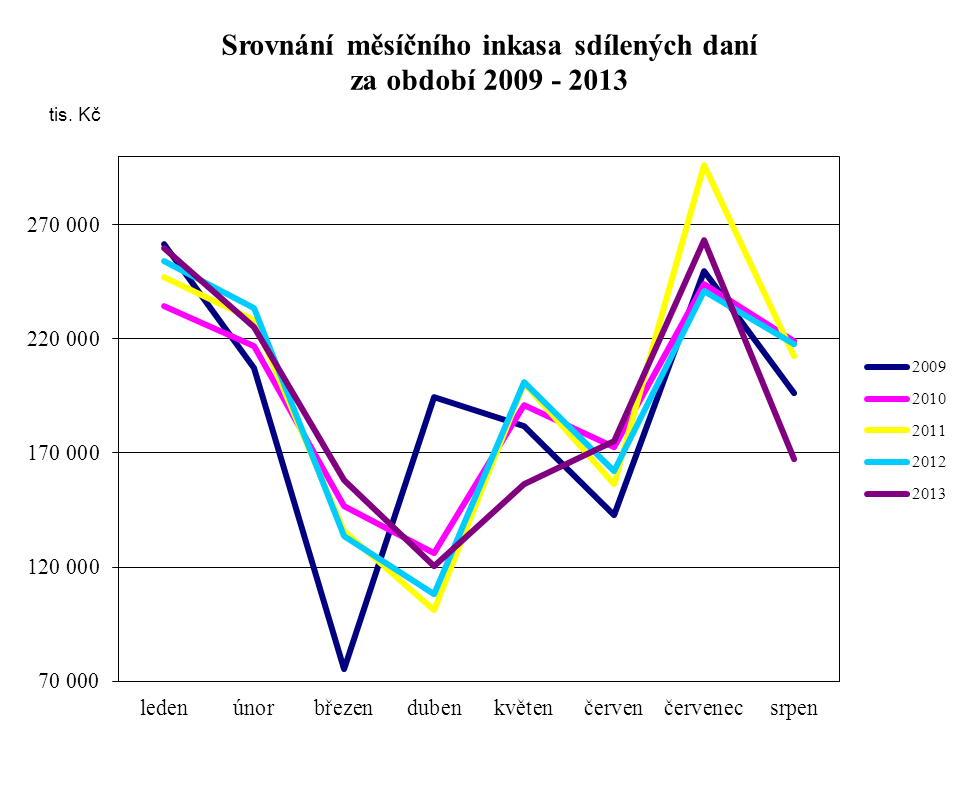 Srovnání měsíčního inkasa sdílených daní
za období 2009 - 2013
tis. Kč
270 000
220 000
170 000
120 000
70 000
leden únor březen duben květen červen červenec srpen
2009
2010
2011
2012
2013